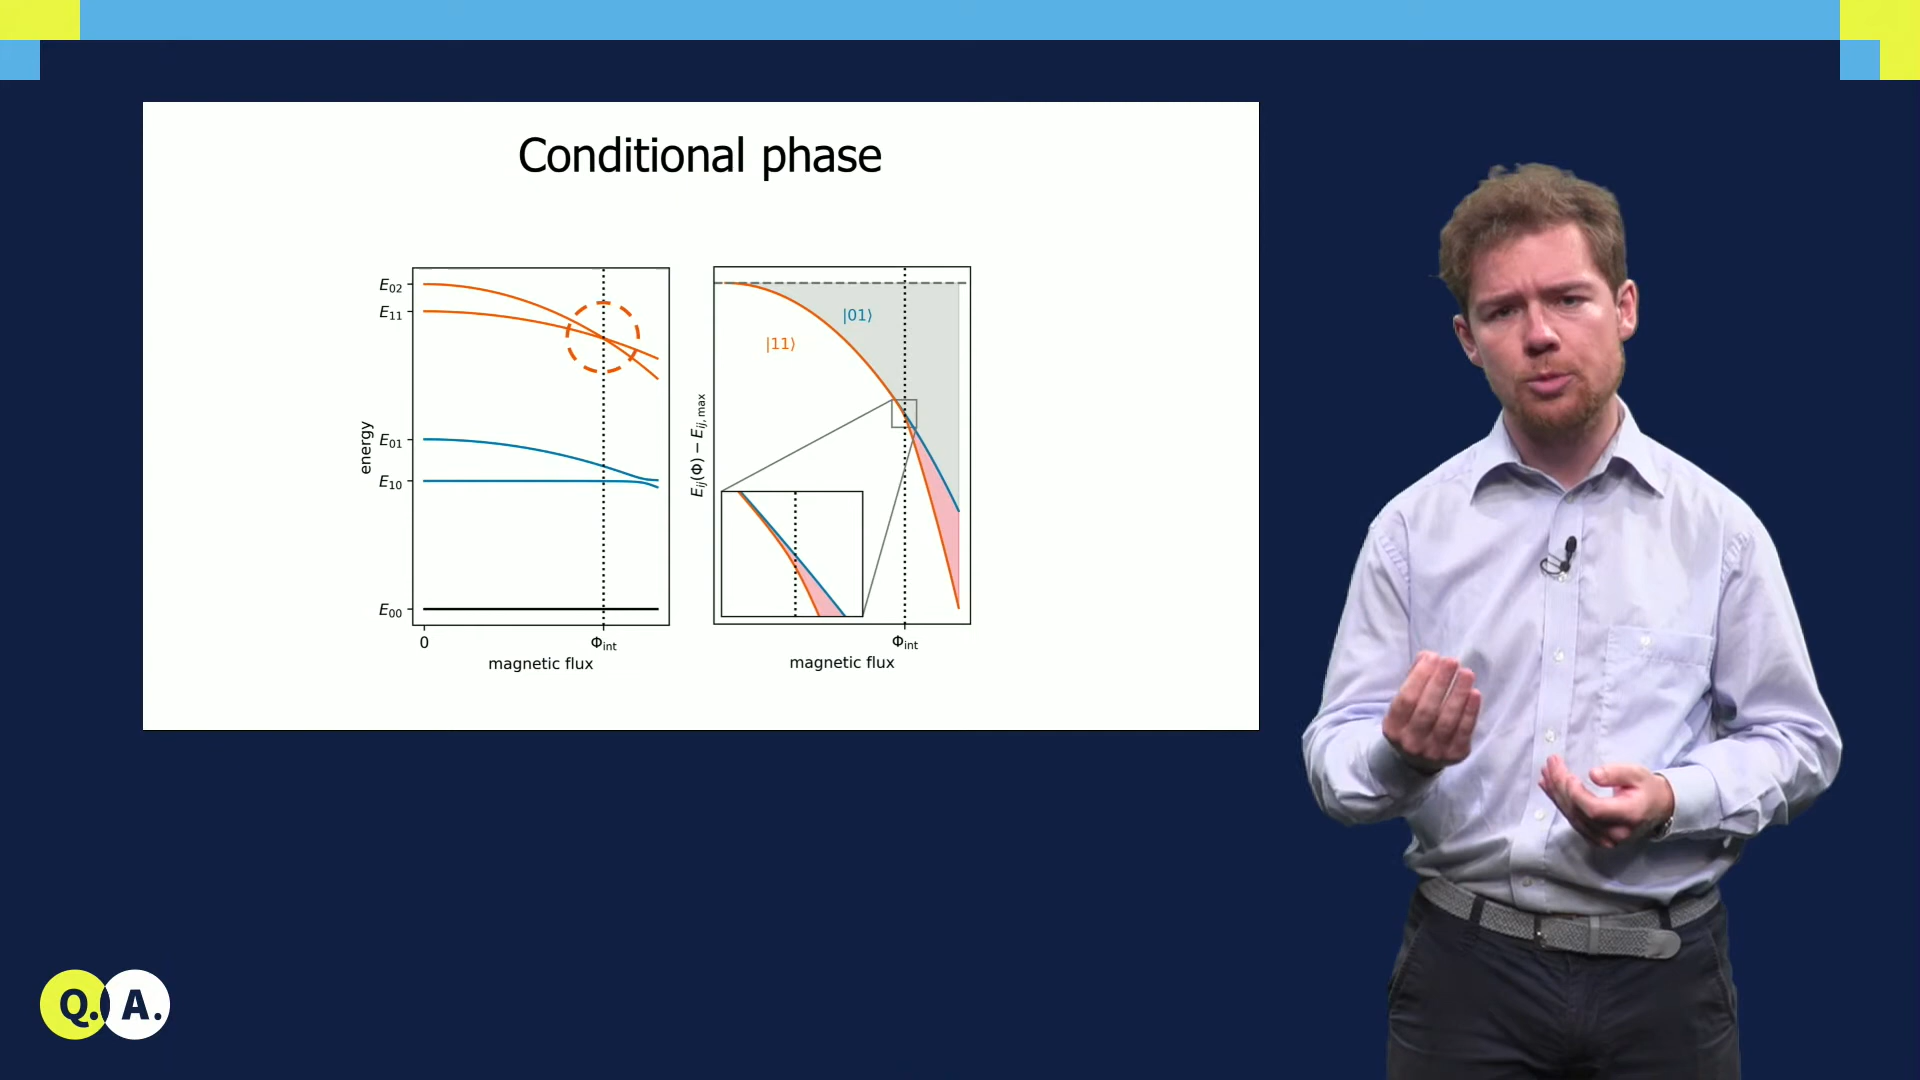 Conditional phase
E02
E11
energy
E01
E10
E00
0
Φint
magnetic flux
Eij(Φ) − Eij, max
|01⟩
|11⟩
Φint
magnetic flux
Q. A.